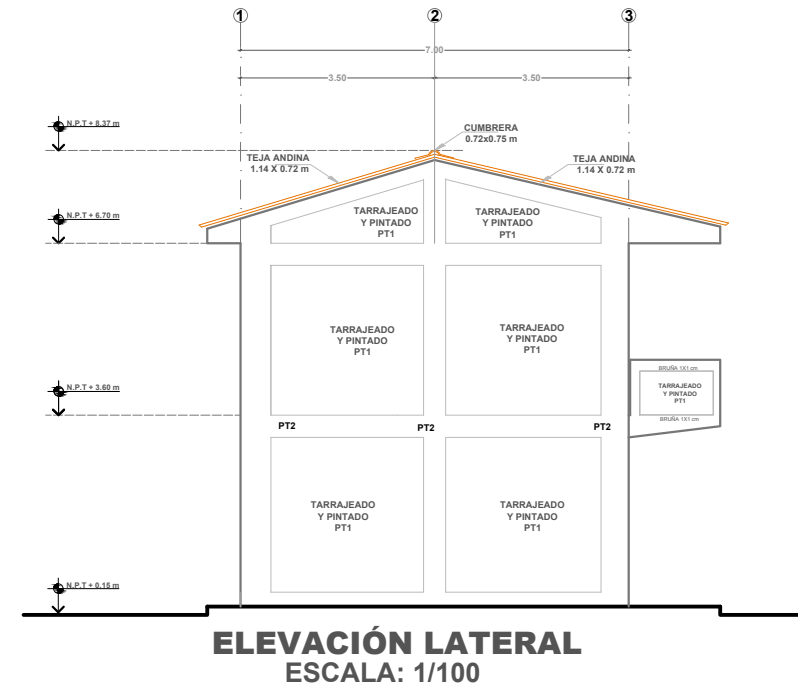 1
2
3
7.00
3.50
3.50
N.P.T + 8.37 m
CUMBRERA
0.72x0.75 m
TEJA ANDINA
1.14 X 0.72 m
TEJA ANDINA
1.14 X 0.72 m
N.P.T + 6.70 m
TARRAJEADO
Y PINTADO
PT1
TARRAJEADO
Y PINTADO
PT1
TARRAJEADO
Y PINTADO
PT1
TARRAJEADO
Y PINTADO
PT1
BRUÑA 1X1 cm
TARRAJEADO
Y PINTADO
PT1
BRUÑA 1X1 cm
N.P.T + 3.60 m
PT2
PT2
PT2
TARRAJEADO
Y PINTADO
PT1
TARRAJEADO
Y PINTADO
PT1
N.P.T + 0.15 m
ELEVACIÓN LATERAL
ESCALA: 1/100